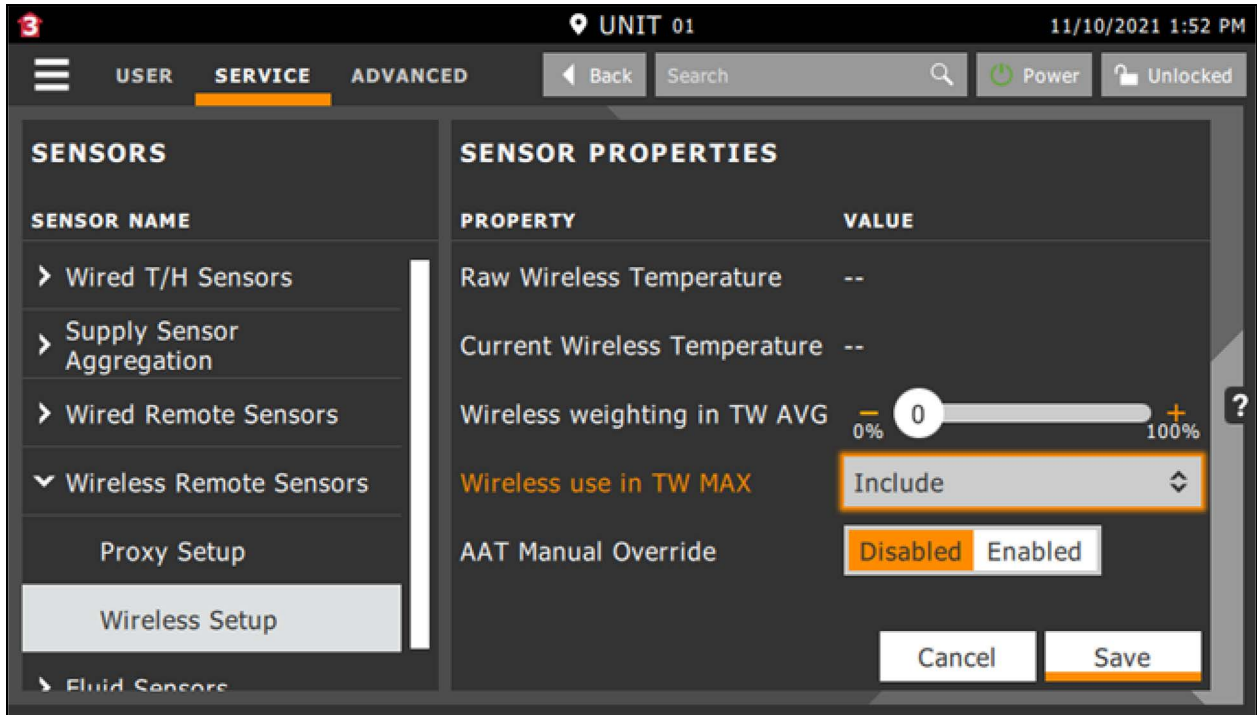 3 UNIT 01 11/10/2021 1:52 PM
USER SERVICE ADVANCED Back Search Power Unlocked
SENSORS
SENSOR NAME
Wired T/H Sensors
Supply Sensor
Aggregation
Wired Remote Sensors
Wireless Remote Sensors
Proxy Setup
Wireless Setup
Fluid Sensors
SENSOR PROPERTIES
PROPERTY VALUE
Raw Wireless Temperature --
Current Wireless Temperature --
Wireless weighting in TW AVG − 0 +
0% 100%
Wireless use in TW MAX Include
AAT Manual Override Disabled Enabled
Cancel Save
?